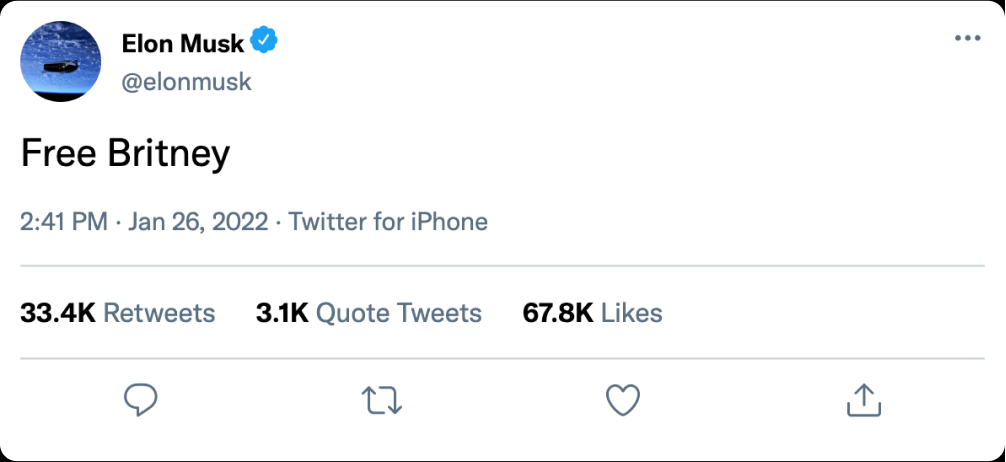 Elon Musk
@elonmusk
Free Britney
2:41 PM · Jan 26, 2022 · Twitter for iPhone
33.4K Retweets 3.1K Quote Tweets 67.8K Likes